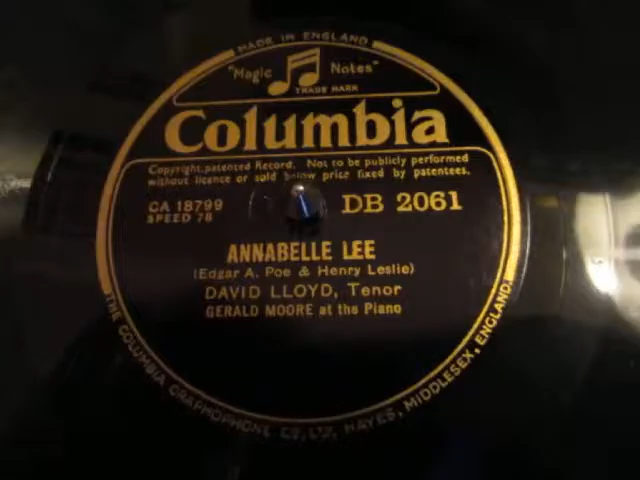 MADE IN ENGLAND
"Magic Notes"
TRADE MARK
Columbia
Copyright, patented Record. Not to be publicly performed
without licence or sold below price fixed by patentees.
CA 18799
SPEED 78
DB 2061
ANNABELLE LEE
(Edgar A. Poe & Henry Leslie)
DAVID LLOYD, Tenor
GERALD MOORE at the Piano
THE COLUMBIA GRAPHOPHONE CO., LTD, HAYES, MIDDLESEX, ENGLAND.